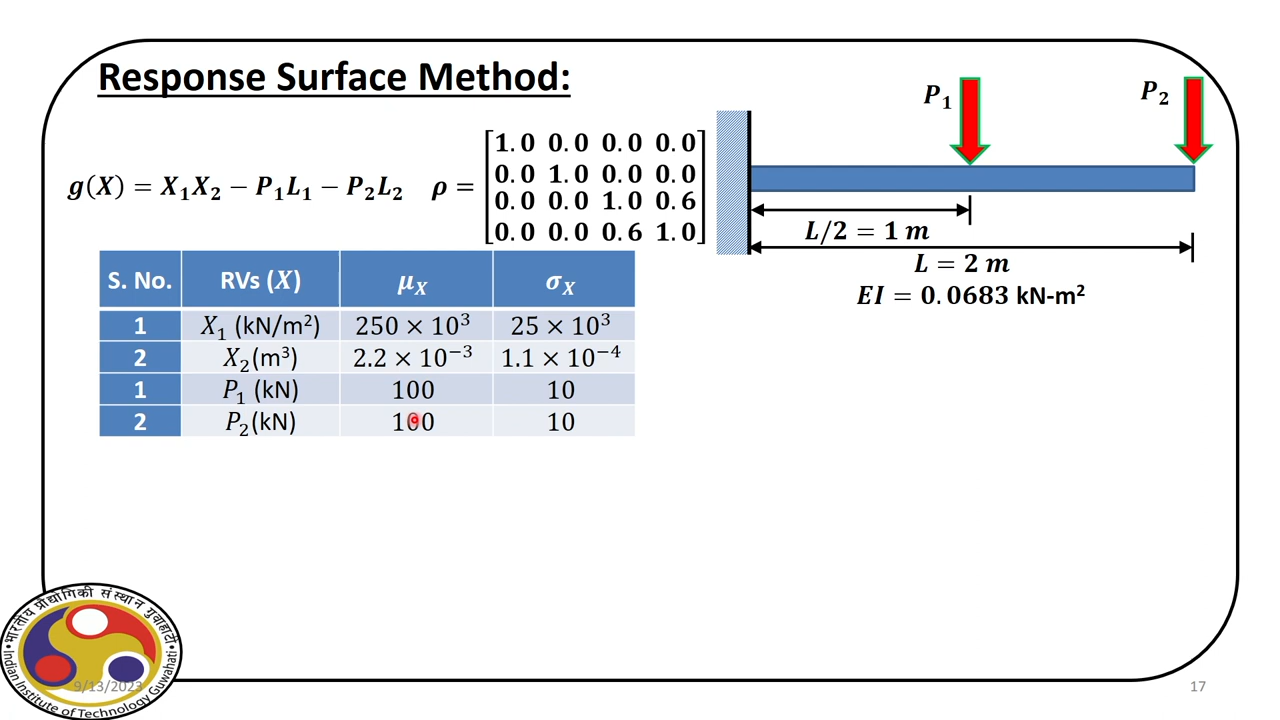 Response Surface Method:
g(X) = X₁X₂ − P₁L₁ − P₂L₂
ρ = [1.0 0.0 0.0 0.0
0.0 1.0 0.0 0.0
0.0 0.0 1.0 0.6
0.0 0.0 0.6 1.0]
P₁
P₂
L/2 = 1 m
L = 2 m
EI = 0.0683 kN-m²
S. No. RVs (X) μ_X σ_X
1 X₁ (kN/m²) 250 × 10³ 25 × 10³
2 X₂(m³) 2.2 × 10⁻³ 1.1 × 10⁻⁴
1 P₁ (kN) 100 10
2 P₂(kN) 100 10
भारतीय प्रौद्योगिकी संस्थान गुवाहाटी
Indian Institute of Technology Guwahati
9/13/2023
17